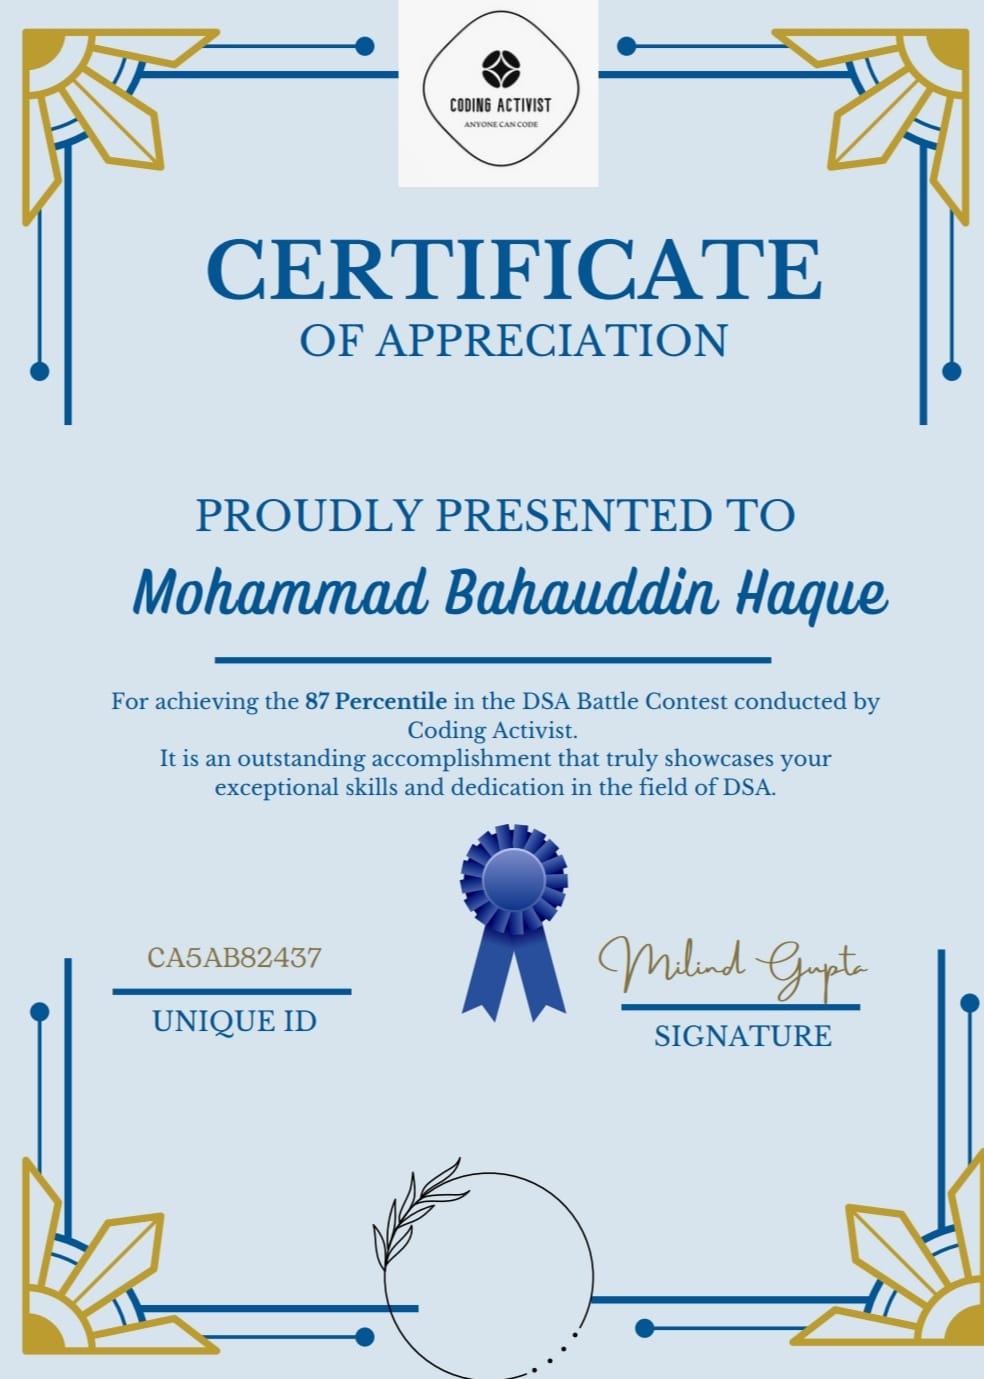 CODING ACTIVIST
ANYONE CAN CODE
CERTIFICATE
OF APPRECIATION
PROUDLY PRESENTED TO
Mohammad Bahauddin Haque
For achieving the 87 Percentile in the DSA Battle Contest conducted by
Coding Activist.
It is an outstanding accomplishment that truly showcases your
exceptional skills and dedication in the field of DSA.
CA5AB82437
UNIQUE ID
Milind Gupta
SIGNATURE